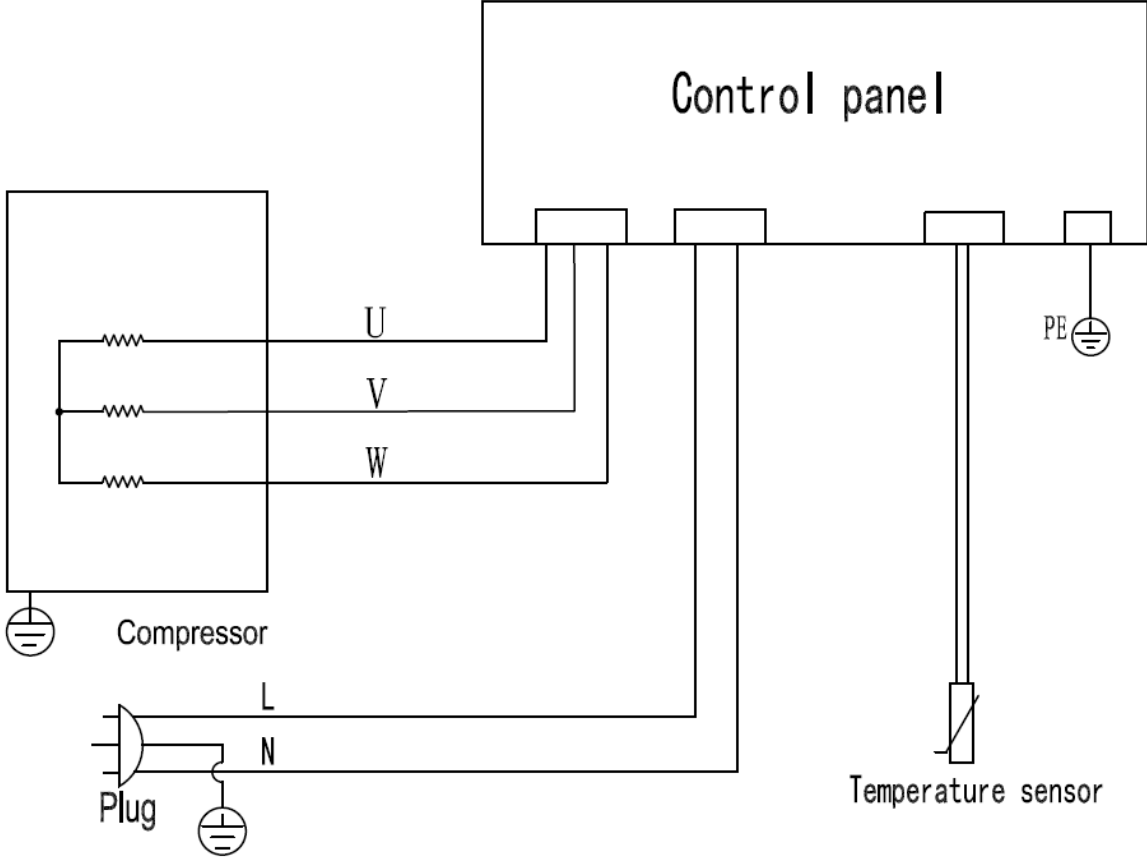 Control panel
U
PE
V
W
Compressor
L
N
Plug
Temperature sensor